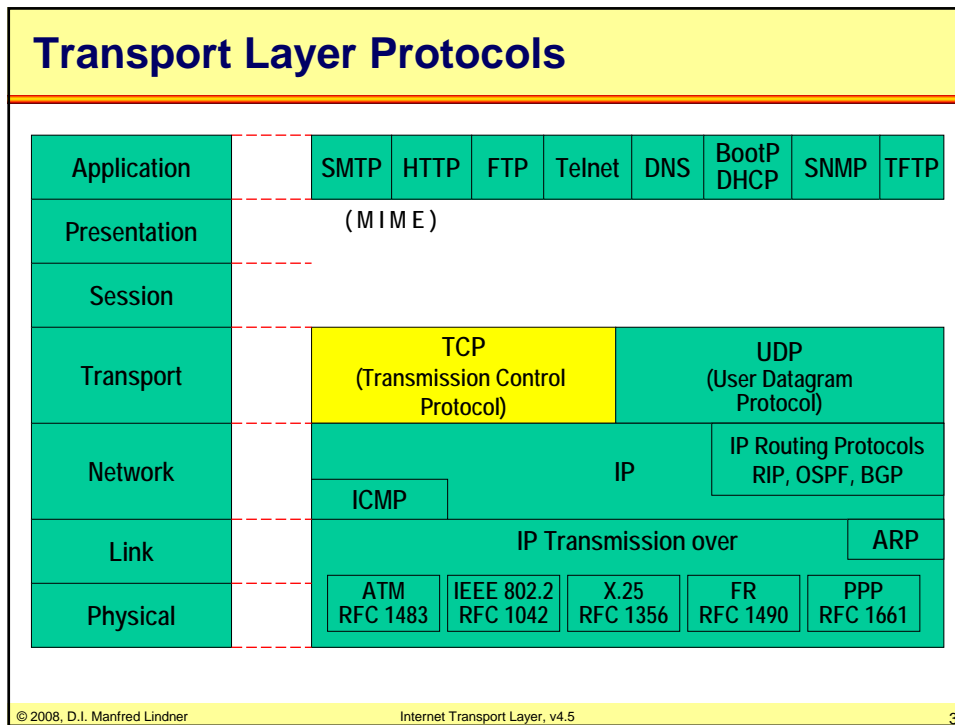 Transport Layer Protocols
Application
SMTP
HTTP
FTP
Telnet
DNS
BootP
DHCP
SNMP
TFTP
Presentation
(MIME)
Session
Transport
TCP
(Transmission Control
Protocol)
UDP
(User Datagram
Protocol)
Network
IP
IP Routing Protocols
RIP, OSPF, BGP
ICMP
Link
IP Transmission over
ARP
Physical
ATM
RFC 1483
IEEE 802.2
RFC 1042
X.25
RFC 1356
FR
RFC 1490
PPP
RFC 1661
© 2008, D.I. Manfred Lindner
Internet Transport Layer, v4.5
3